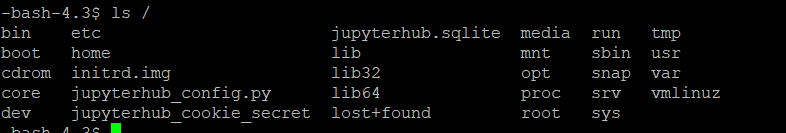 -bash-4.3$ ls /
bin    etc                       jupyterhub.sqlite  media  run   tmp
boot   home                      lib                mnt    sbin  usr
cdrom  initrd.img                lib32              opt    snap  var
core   jupyterhub_config.py      lib64              proc   srv   vmlinuz
dev    jupyterhub_cookie_secret  lost+found         root   sys
-bash-4.3$